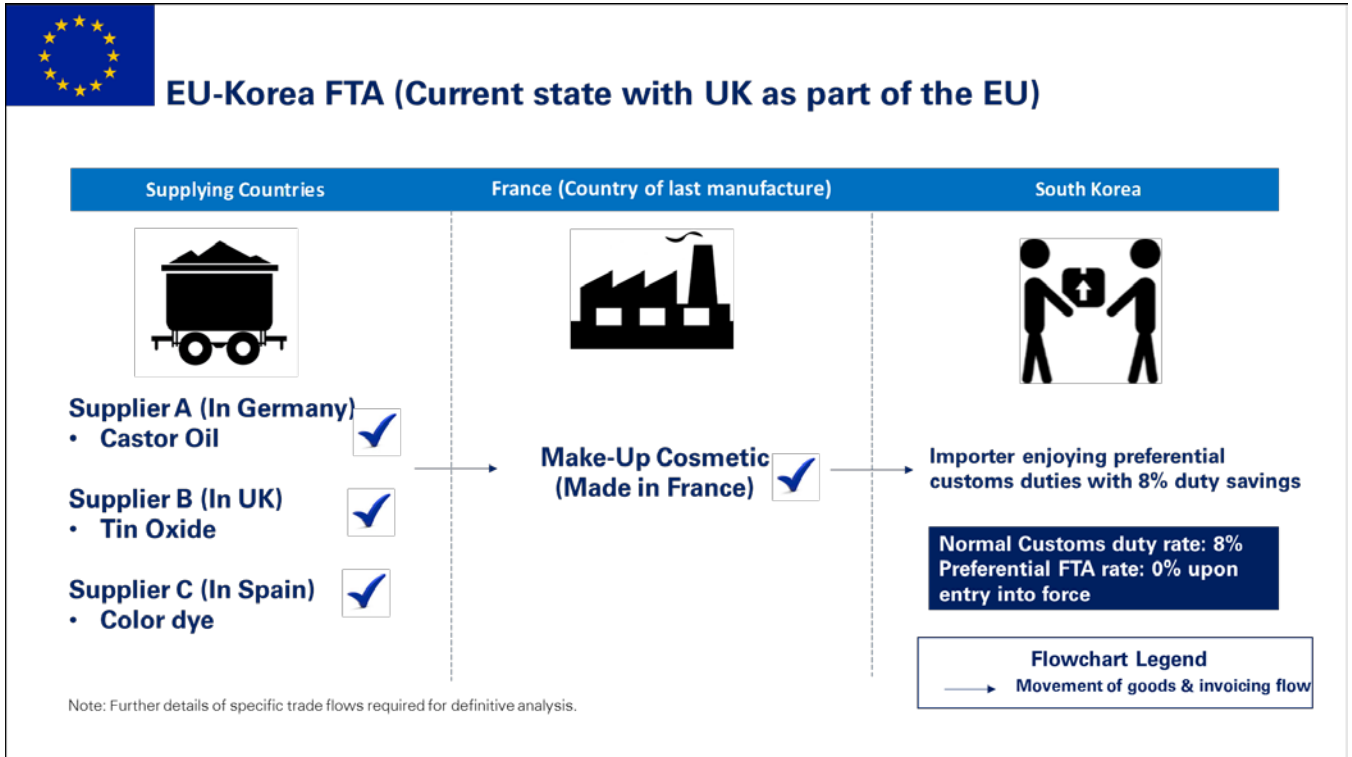 EU-Korea FTA (Current state with UK as part of the EU)
Supplying Countries
France (Country of last manufacture)
South Korea
Supplier A (In Germany)
• Castor Oil
Supplier B (In UK)
• Tin Oxide
Supplier C (In Spain)
• Color dye
Make-Up Cosmetic
(Made in France)
Importer enjoying preferential
customs duties with 8% duty savings
Normal Customs duty rate: 8%
Preferential FTA rate: 0% upon
entry into force
Flowchart Legend
Movement of goods & invoicing flow
Note: Further details of specific trade flows required for definitive analysis.